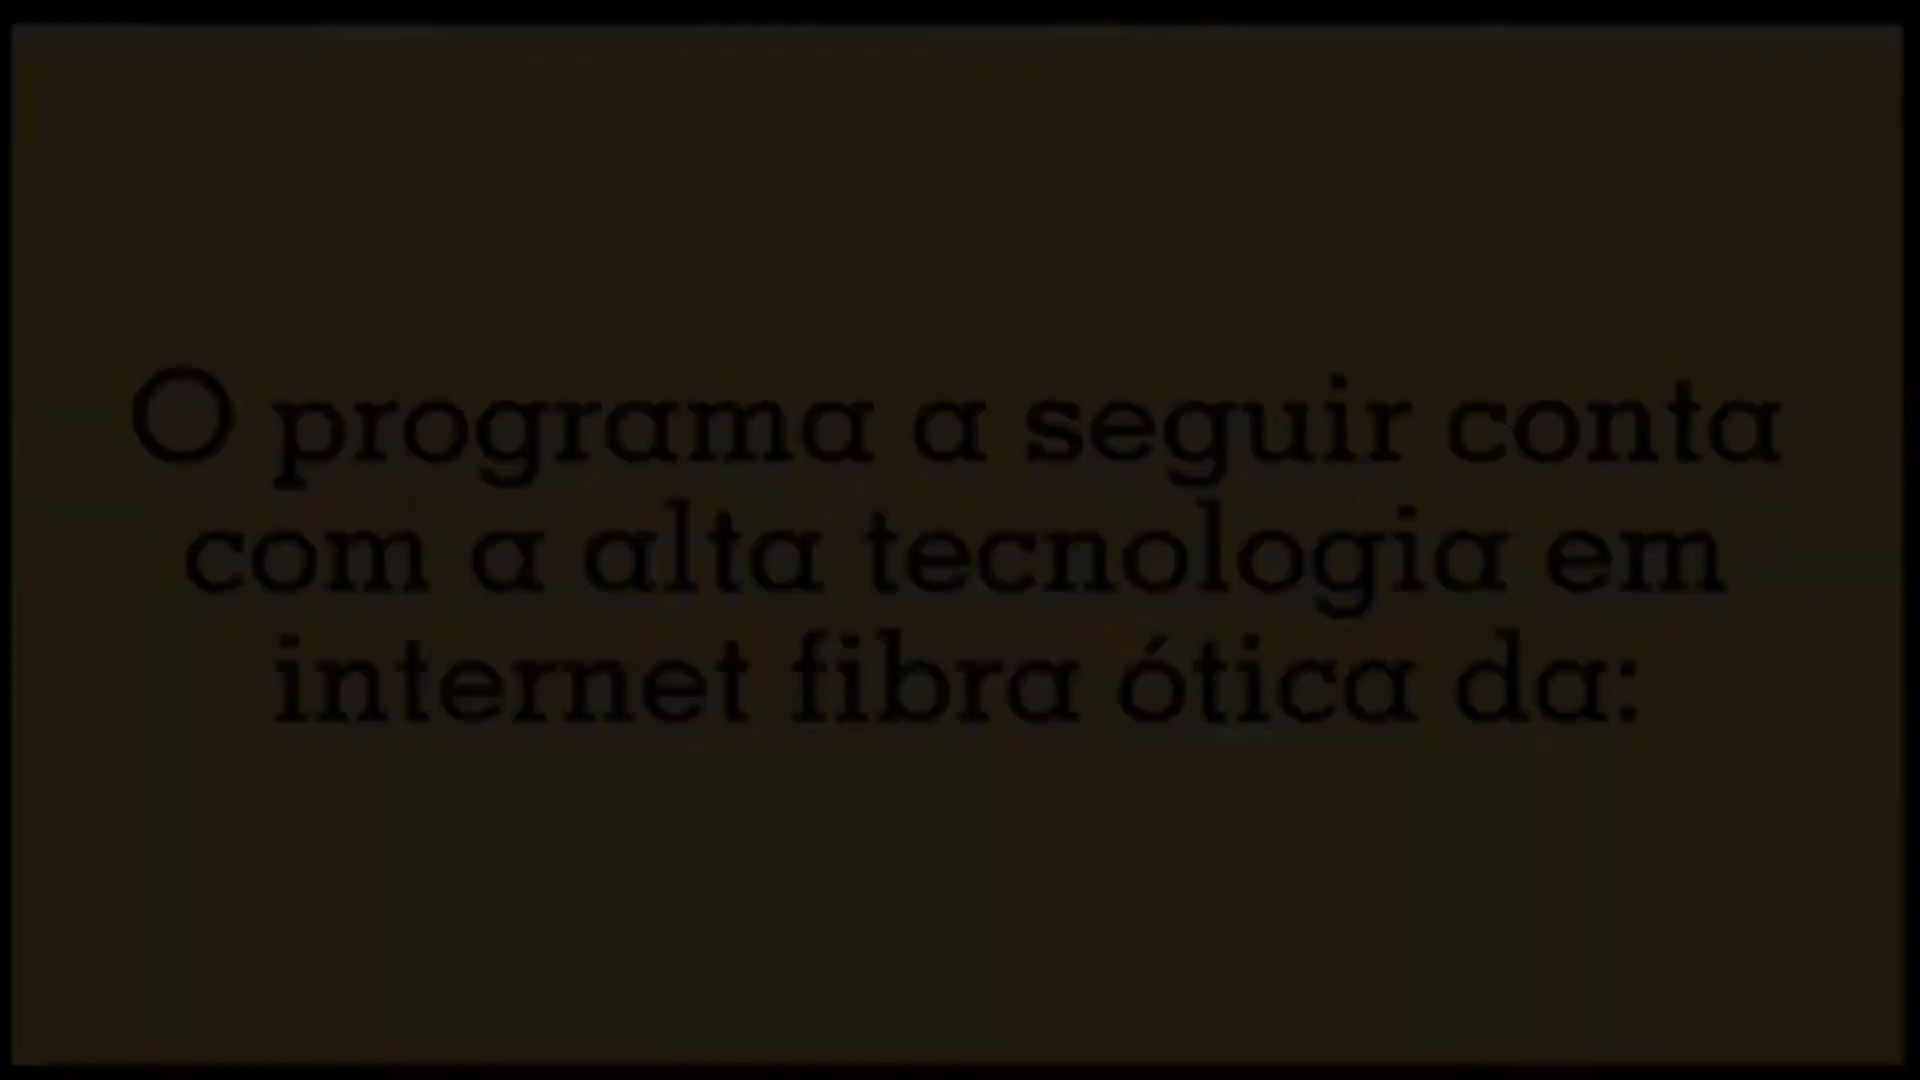 O programa a seguir conta
com a alta tecnologia em
internet fibra ótica da: